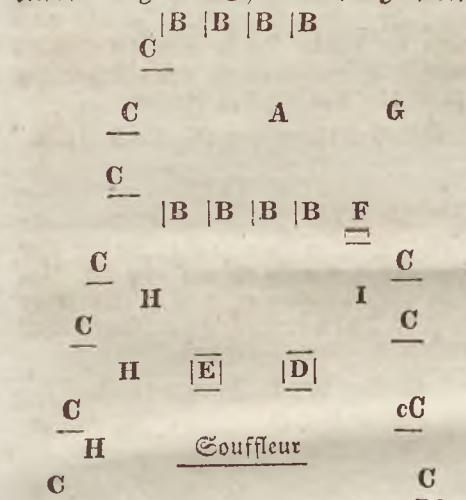 |B |B |B |B
C
C A G
C
|B |B |B |B F
C C
H I
C C
H |E| |D|
C cC
H Souffleur
C C